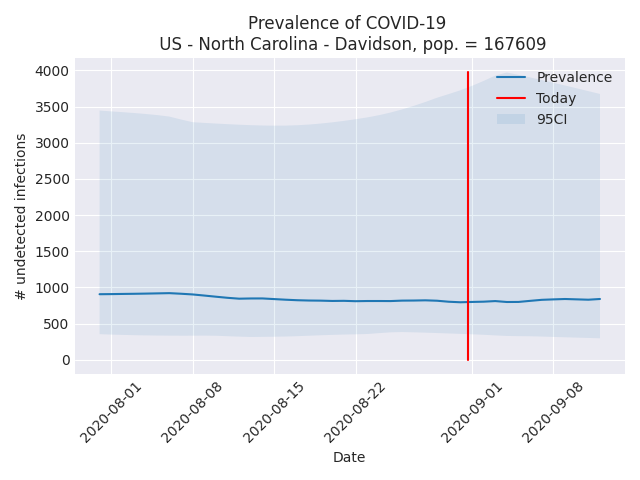 Prevalence of COVID-19
US - North Carolina - Davidson, pop. = 167609
4000
3500
3000
2500
2000
1500
1000
500
0
# undetected infections
Prevalence
Today
95CI
2020-08-01
2020-08-08
2020-08-15
2020-08-22
2020-09-01
2020-09-08
Date